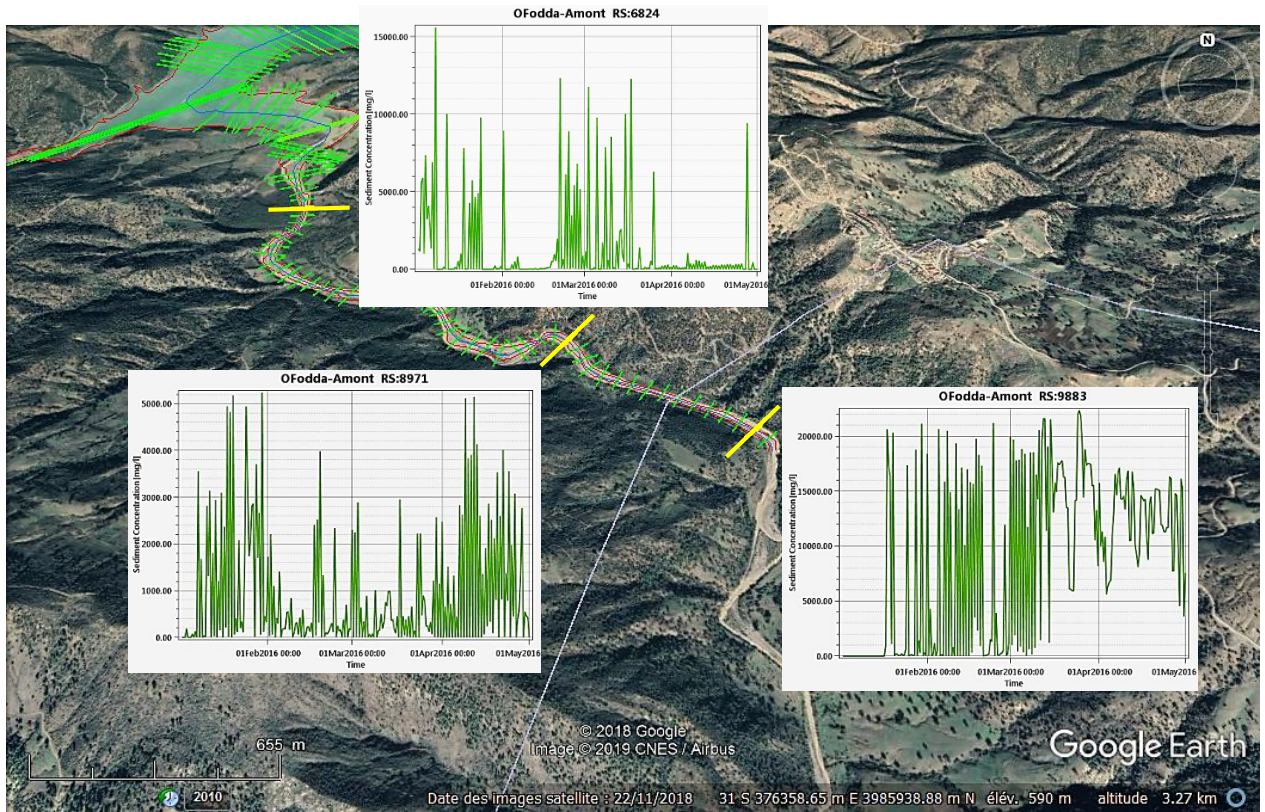 OFodda-Amont RS:6824
Sediment Concentration [mg/l]
15000.00
10000.00
5000.00
0.00
01Feb2016 00:00 01Mar2016 00:00 01Apr2016 00:00 01May2016
Time
N
OFodda-Amont RS:8971
Sediment Concentration [mg/l]
5000.00
4000.00
3000.00
2000.00
1000.00
0.00
01Feb2016 00:00 01Mar2016 00:00 01Apr2016 00:00 01May2016
Time
OFodda-Amont RS:9883
Sediment Concentration [mg/l]
20000.00
15000.00
10000.00
5000.00
0.00
01Feb2016 00:00 01Mar2016 00:00 01Apr2016 00:00 01May2016
Time
© 2018 Google
Image © 2019 CNES / Airbus
Google Earth
655 m
2010
Date des images satellite : 22/11/2018 31 S 376358.65 m E 3985938.88 m N élév. 590 m altitude 3.27 km